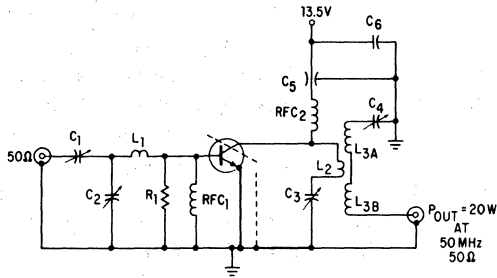 13.5V
C6
C5
RFC2
C4
C1
L1
50Ω
L3A
L2
C2
R1
RFC1
C3
L3B
POUT = 20W
AT
50 MHz
50Ω